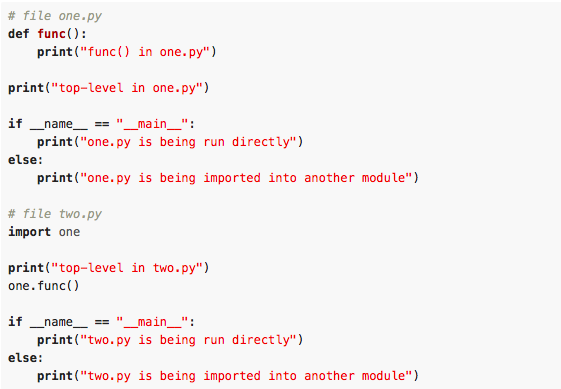 # file one.py
def func():
    print("func() in one.py")

print("top-level in one.py")

if __name__ == "__main__":
    print("one.py is being run directly")
else:
    print("one.py is being imported into another module")

# file two.py
import one

print("top-level in two.py")
one.func()

if __name__ == "__main__":
    print("two.py is being run directly")
else:
    print("two.py is being imported into another module")